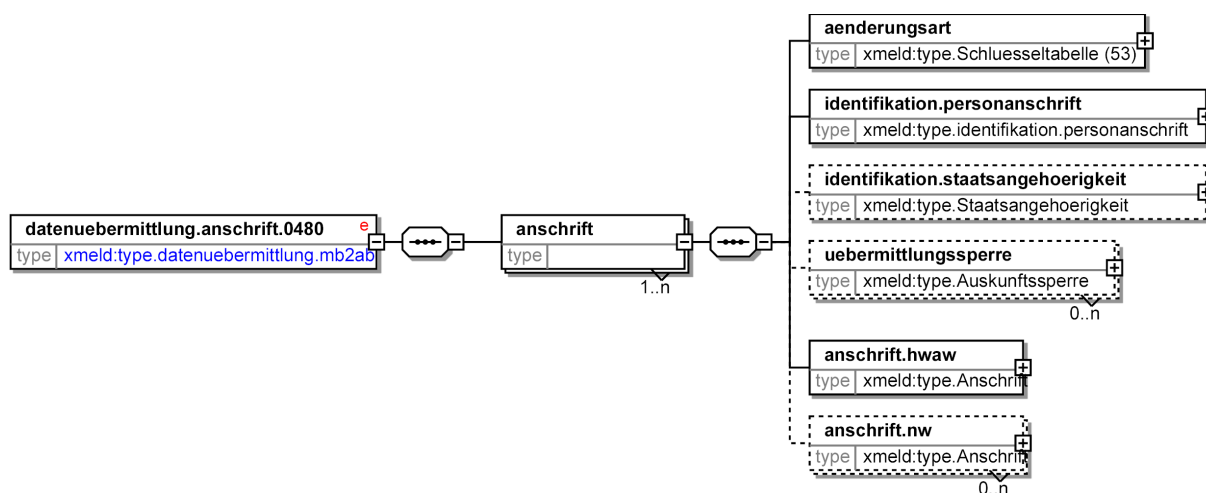 aenderungsart
type xmeld:type.Schluesseltabelle (53)
identifikation.personanschrift
type xmeld:type.identifikation.personanschrift
identifikation.staatsangehoerigkeit
type xmeld:type.Staatsangehoerigkeit
datenuebermittlung.anschrift.0480 e
type xmeld:type.datenuebermittlung.mb2ab
anschrift
type
1..n
uebermittlungssperre
type xmeld:type.Auskunftssperre
0..n
anschrift.hwaw
type xmeld:type.Anschrift
anschrift.nw
type xmeld:type.Anschrift
0..n